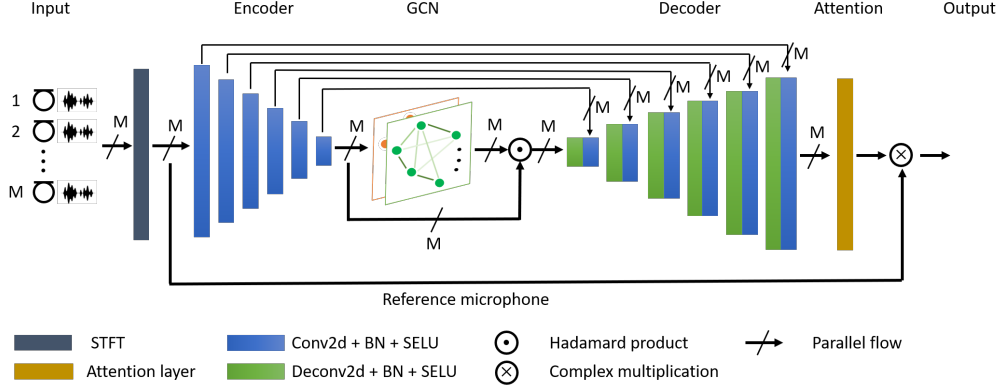 Input Encoder GCN Decoder Attention Output
M M M M M M
1 M M M M M M
2
M
M
Reference microphone
STFT Conv2d + BN + SELU Hadamard product Parallel flow
Attention layer Deconv2d + BN + SELU Complex multiplication